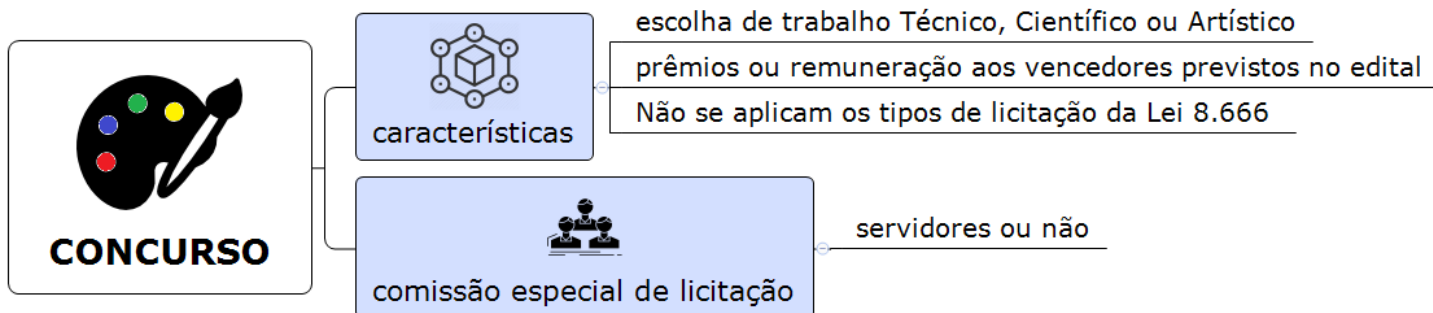 CONCURSO
características
escolha de trabalho Técnico, Científico ou Artístico
prêmios ou remuneração aos vencedores previstos no edital
Não se aplicam os tipos de licitação da Lei 8.666
comissão especial de licitação
servidores ou não